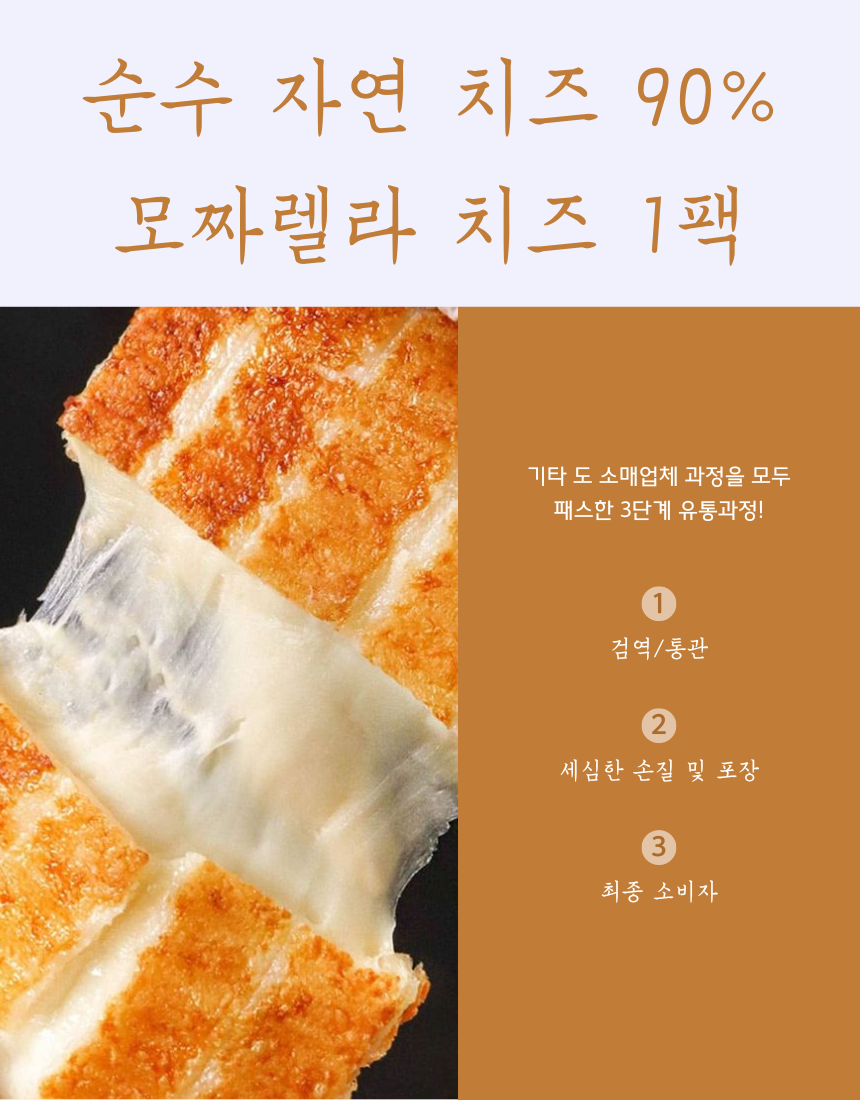 순수 자연 치즈 90%
모짜렐라 치즈 1팩
기타 도 소매업체 과정을 모두
패스한 3단계 유통과정!
1
검역/통관
2
세심한 손질 및 포장
3
최종 소비자